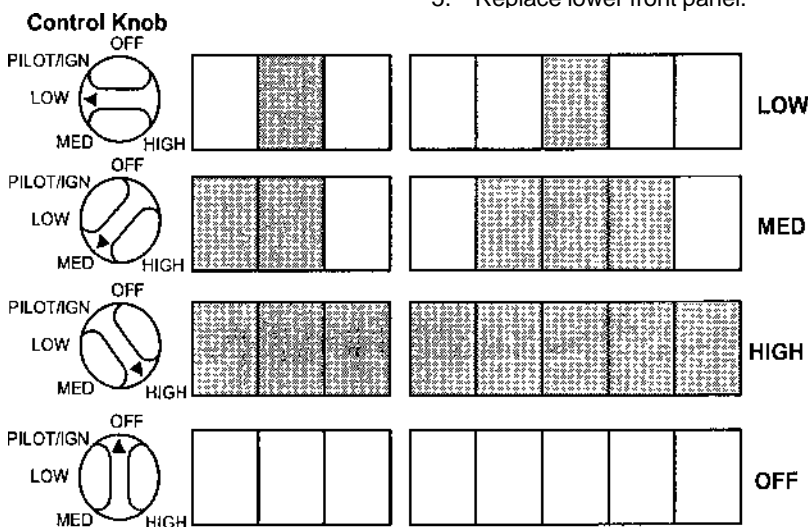 3. Replace lower front panel.
Control Knob
OFF
PILOT/IGN
LOW
MED
HIGH
LOW
OFF
PILOT/IGN
LOW
MED
HIGH
MED
OFF
PILOT/IGN
LOW
MED
HIGH
HIGH
OFF
PILOT/IGN
LOW
MED
HIGH
OFF